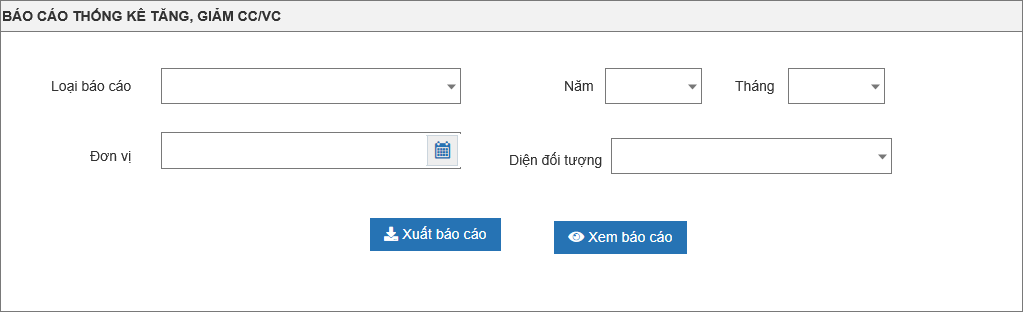 BÁO CÁO THỐNG KÊ TĂNG, GIẢM CC/VC
Loại báo cáo
Năm
Tháng
Đơn vị
Diện đối tượng
Xuất báo cáo
Xem báo cáo